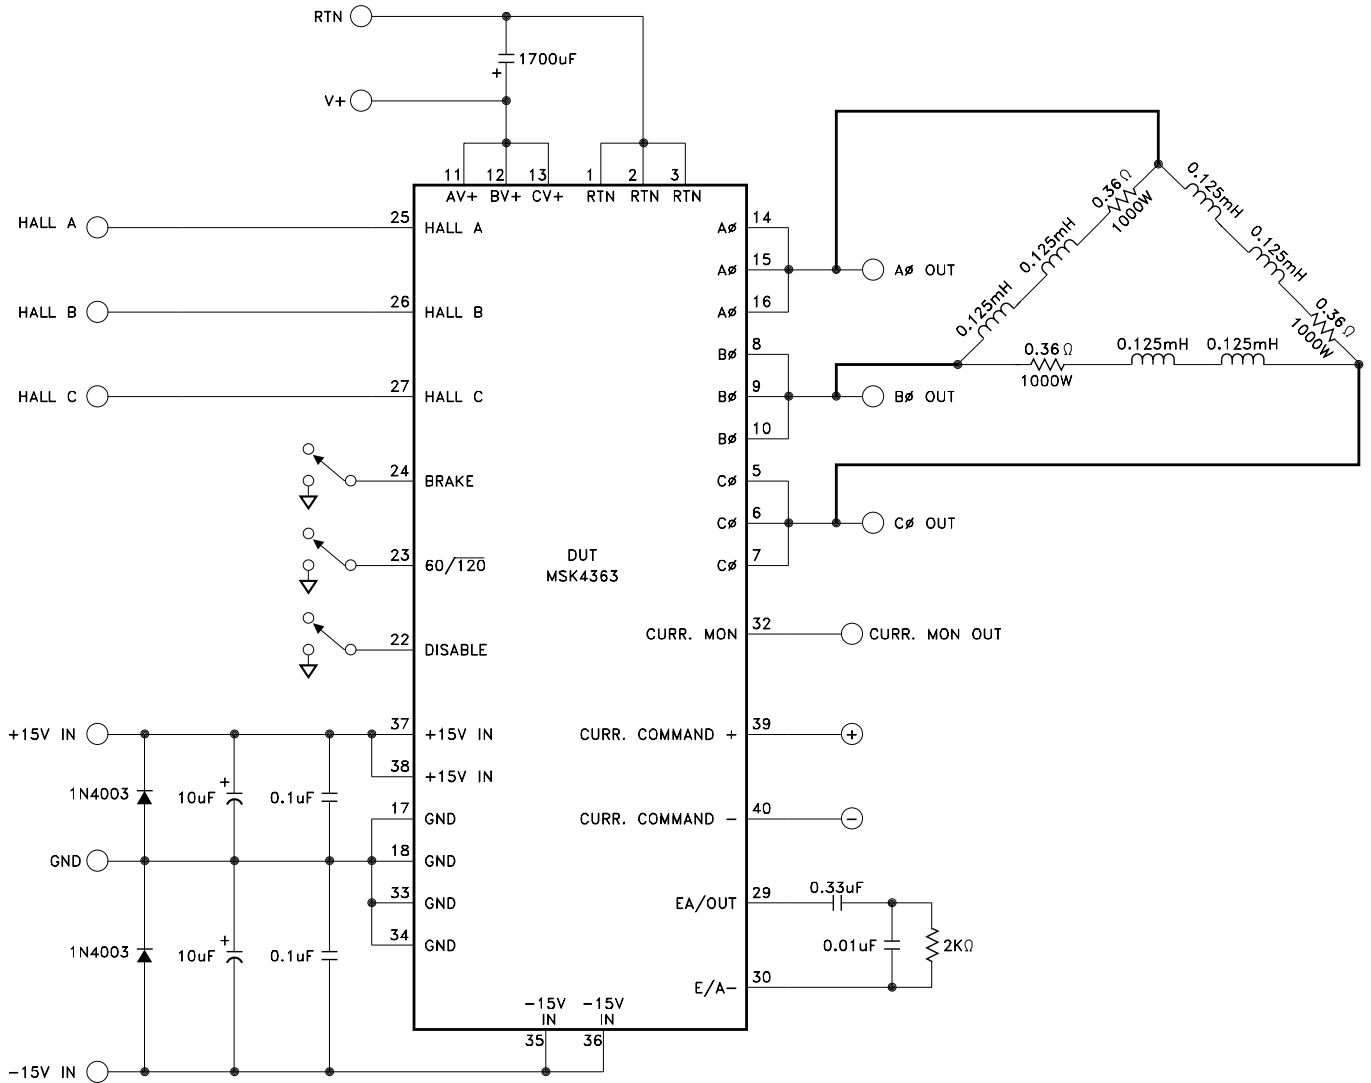 RTN
1700uF
+
V+
11 12 13 1 2 3
AV+ BV+ CV+ RTN RTN RTN
HALL A 25 HALL A
HALL B 26 HALL B
HALL C 27 HALL C
24 BRAKE
23 60/120
22 DISABLE
DUT
MSK4363
+15V IN 37 +15V IN
38 +15V IN
1N4003 + 10uF 0.1uF
17 GND
GND 18 GND
33 GND
34 GND
1N4003 + 10uF 0.1uF
-15V IN -15V IN
35 36
-15V IN
AØ 14
AØ 15 AØ OUT
AØ 16
BØ 8
BØ 9 BØ OUT
BØ 10
CØ 5
CØ 6 CØ OUT
CØ 7
CURR. MON 32 CURR. MON OUT
CURR. COMMAND + 39 +
CURR. COMMAND - 40 -
EA/OUT 29 0.33uF
0.01uF 2KΩ
E/A- 30
0.36Ω
1000W
0.125mH
0.125mH
0.125mH
0.125mH
0.36Ω
1000W
0.36Ω 0.125mH 0.125mH
1000W